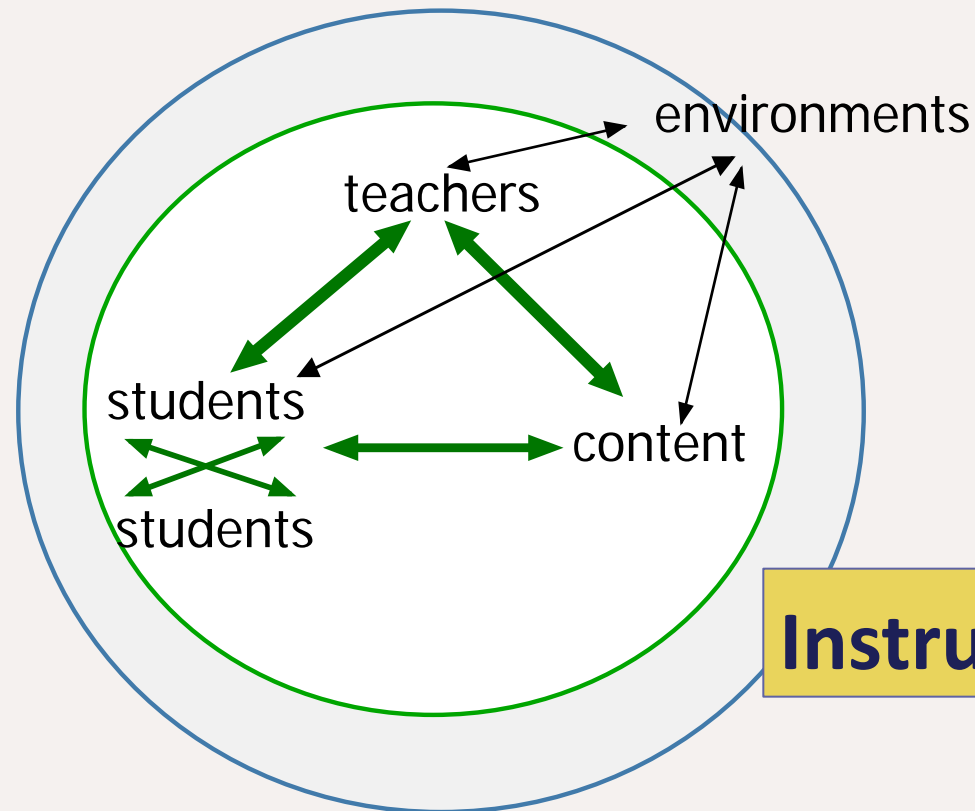 environments
teachers
students
content
students
Instru